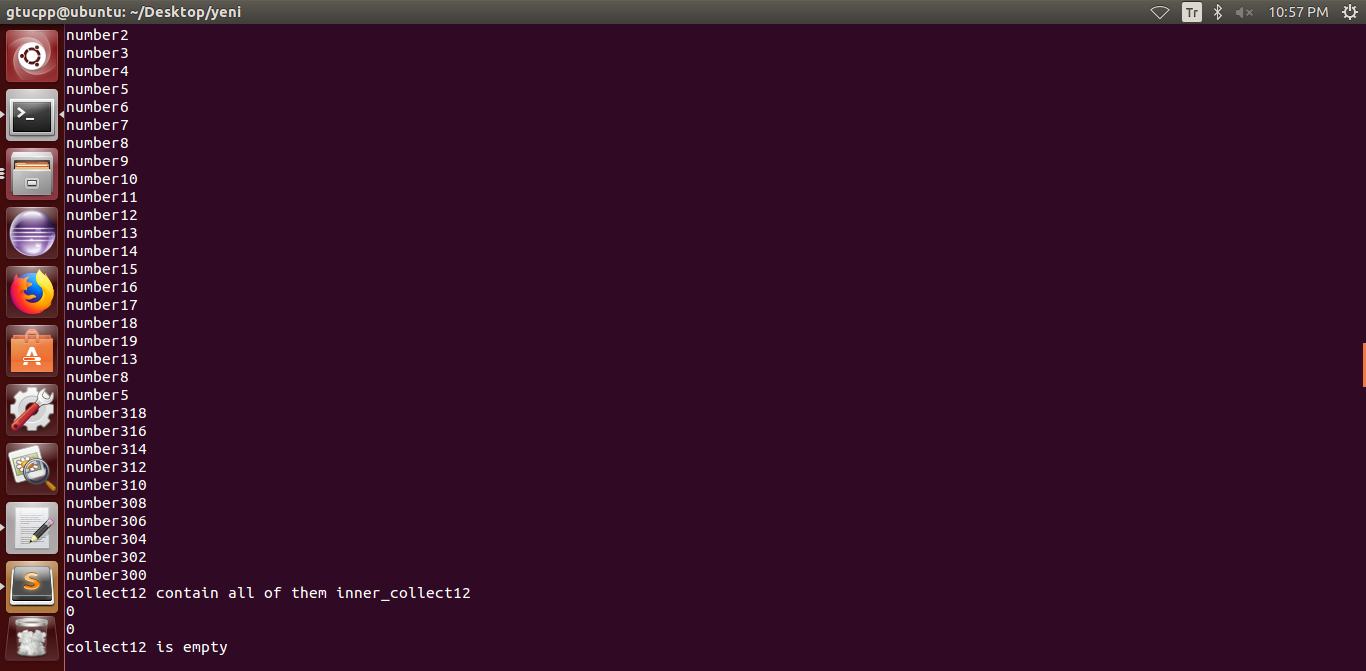 gtucpp@ubuntu: ~/Desktop/yeni
Tr
10:57 PM
number2
number3
number4
number5
number6
number7
number8
number9
number10
number11
number12
number13
number14
number15
number16
number17
number18
number19
number13
number8
number5
number318
number316
number314
number312
number310
number308
number306
number304
number302
number300
collect12 contain all of them inner_collect12
0
0
collect12 is empty